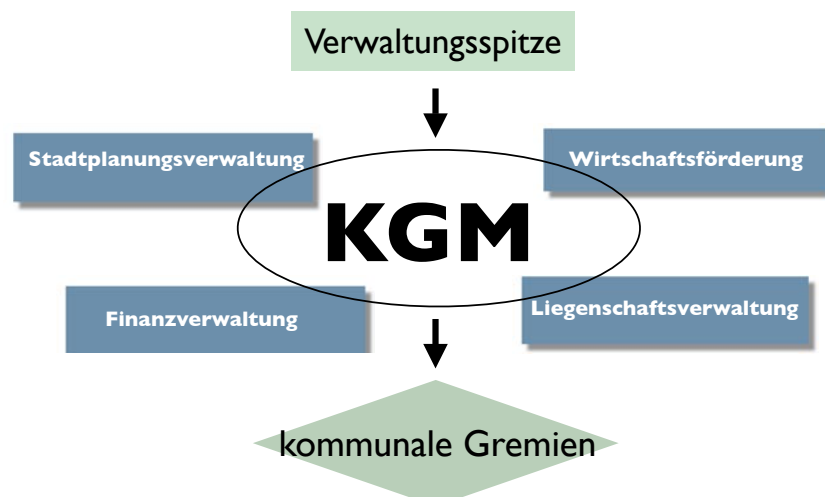 Verwaltungsspitze
Stadtplanungsverwaltung
Wirtschaftsförderung
KGM
Finanzverwaltung
Liegenschaftsverwaltung
kommunale Gremien